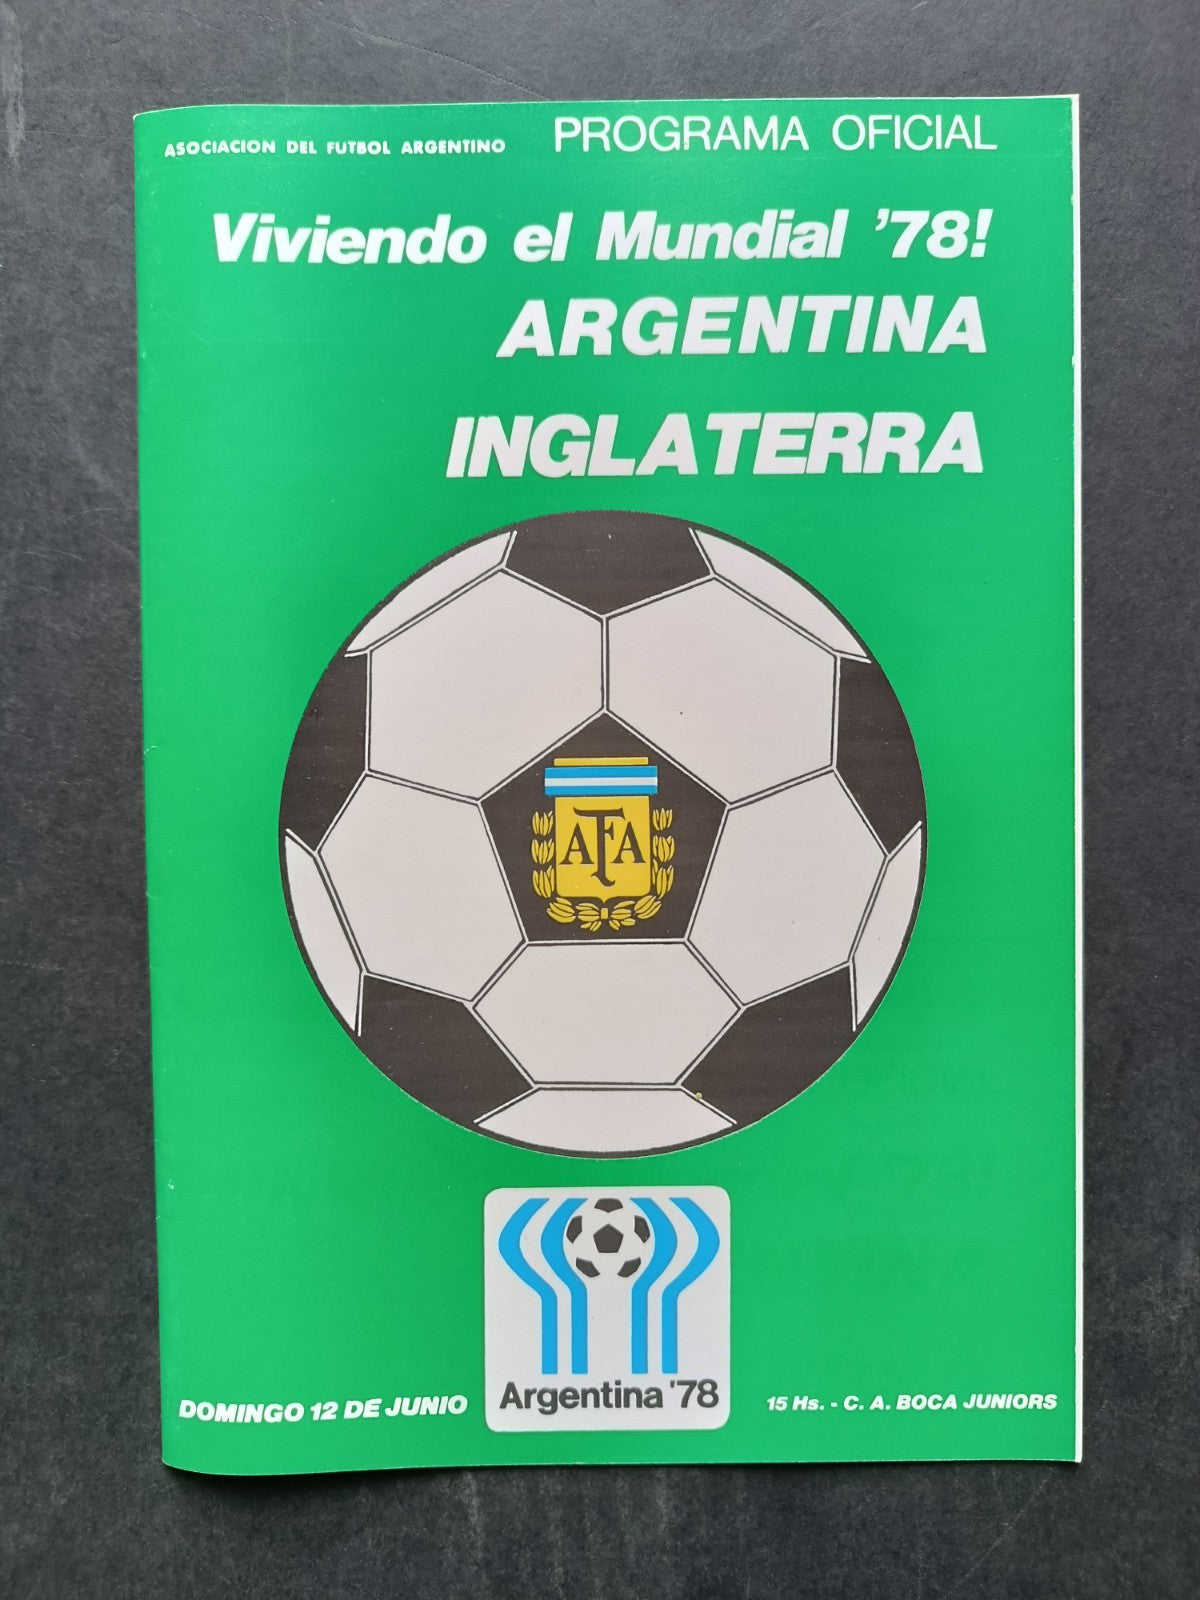 ASOCIACION DEL FUTBOL ARGENTINO
PROGRAMA OFICIAL
Viviendo el Mundial '78!
ARGENTINA
INGLATERRA
AFA
Argentina '78
DOMINGO 12 DE JUNIO
15 Hs. - C. A. BOCA JUNIORS